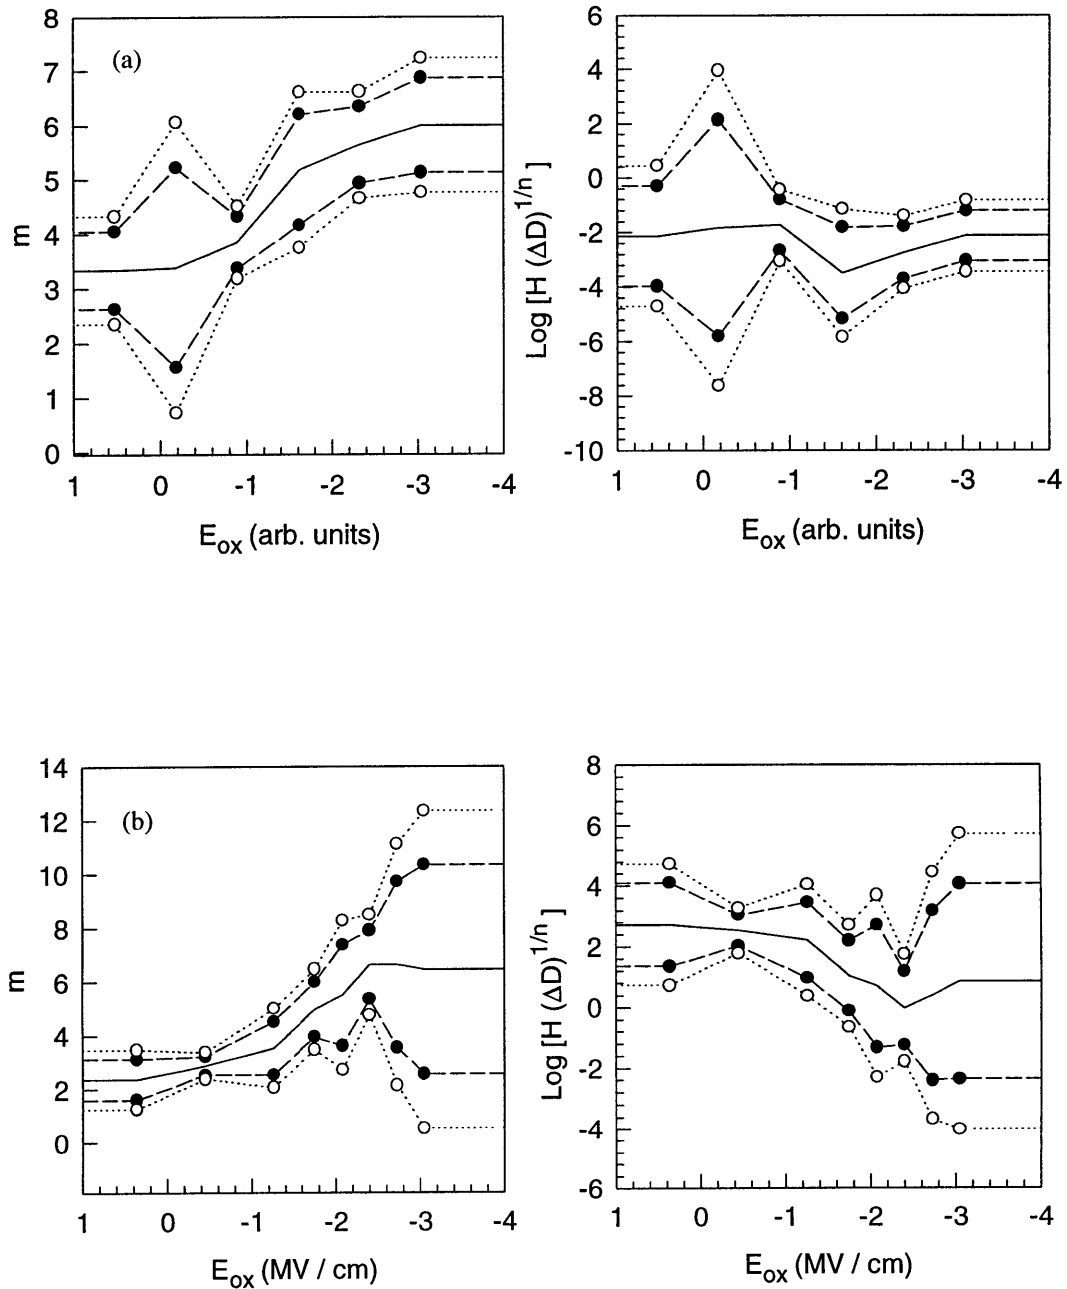 (a)
8
7
6
5
4
3
2
1
0
m
1 0 -1 -2 -3 -4
E_ox (arb. units)
6
4
2
0
-2
-4
-6
-8
-10
Log [H (ΔD)^1/n ]
1 0 -1 -2 -3 -4
E_ox (arb. units)
(b)
14
12
10
8
6
4
2
0
m
1 0 -1 -2 -3 -4
E_ox (MV / cm)
8
6
4
2
0
-2
-4
-6
Log [H (ΔD)^1/n ]
1 0 -1 -2 -3 -4
E_ox (MV / cm)